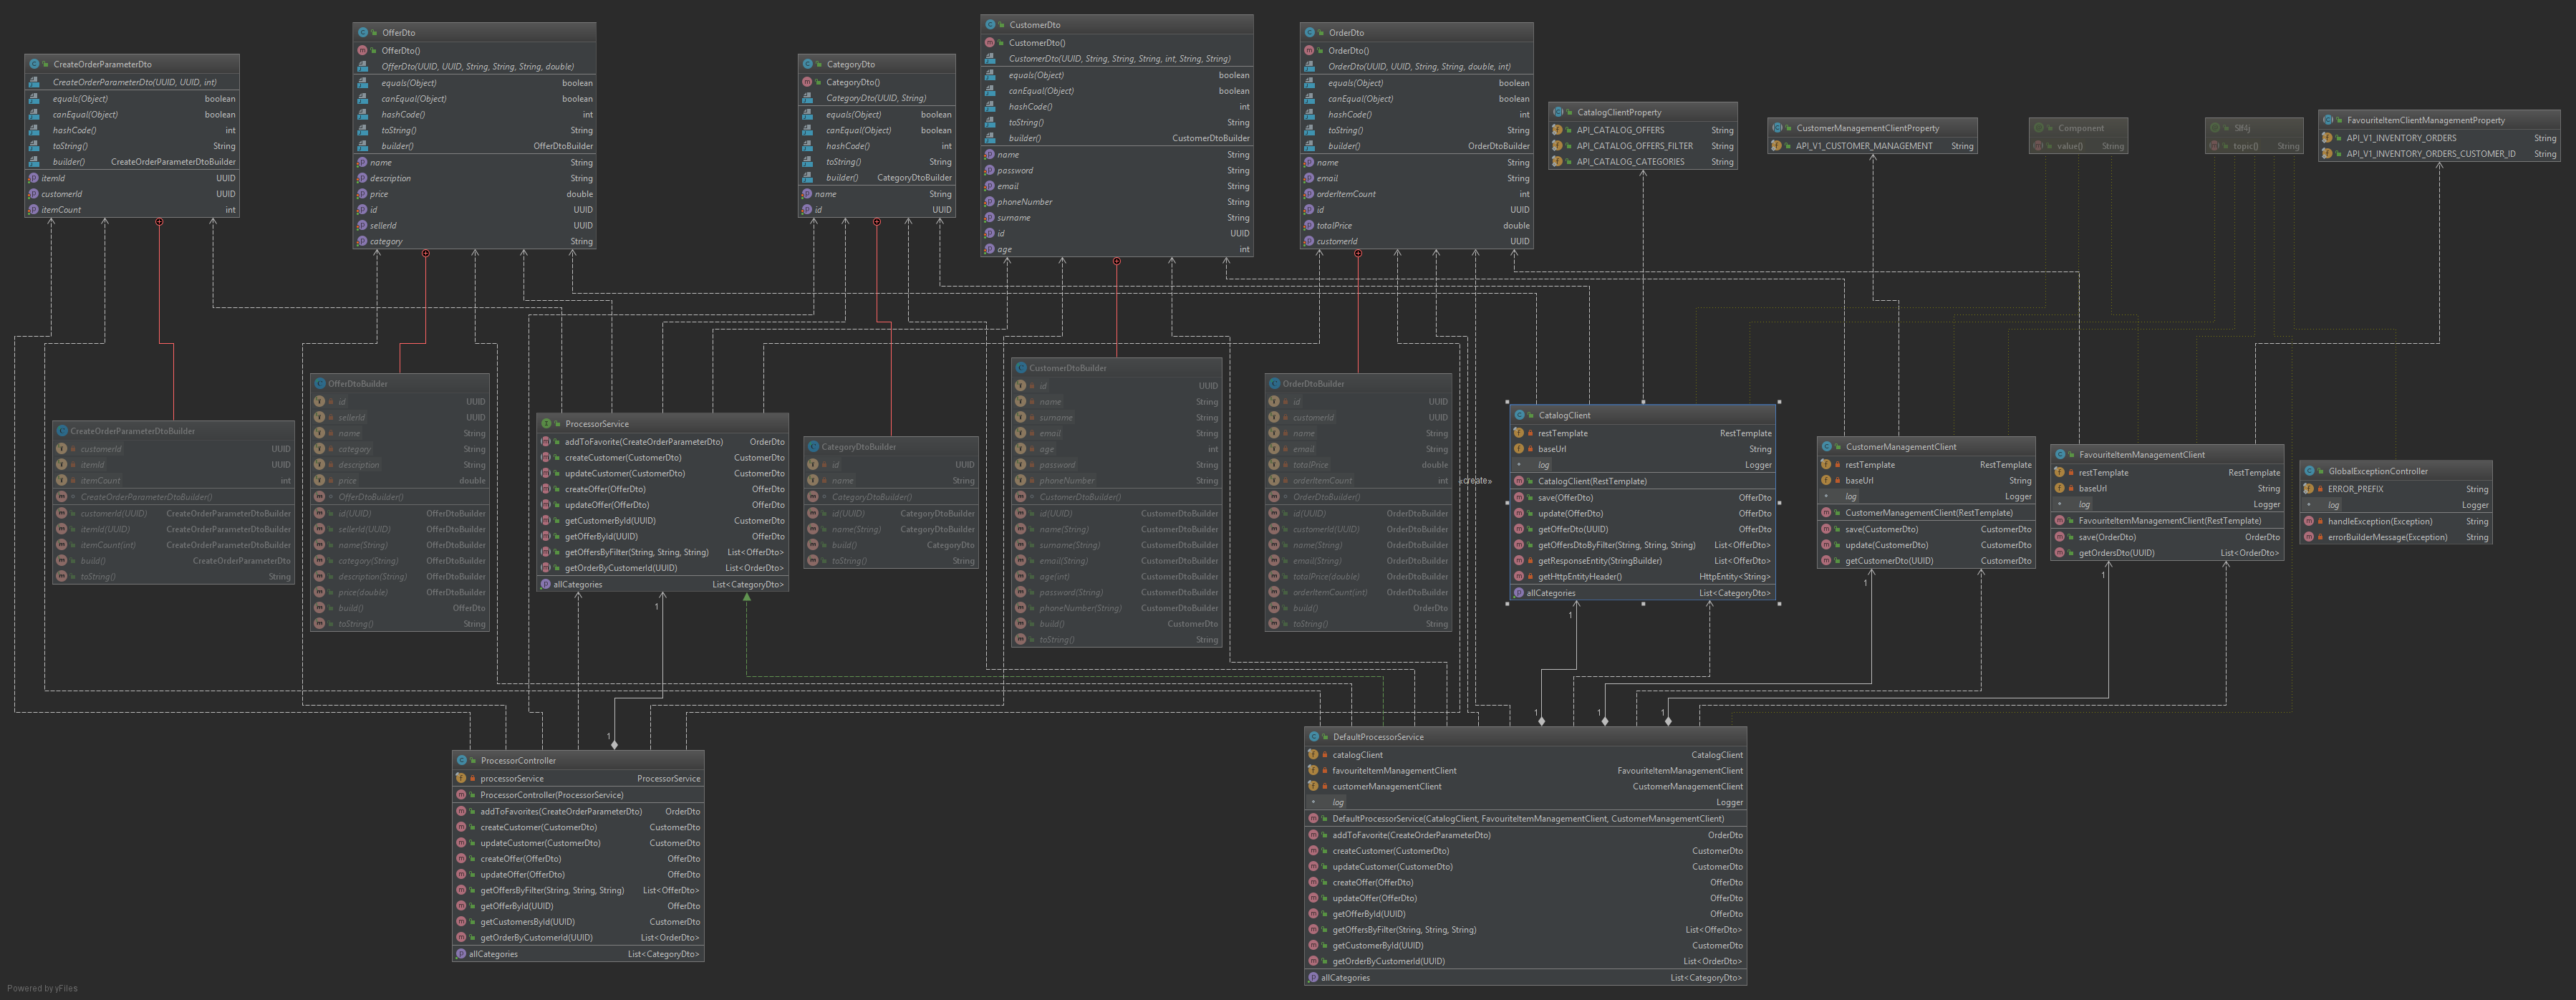 CreateOrderParameterDto
CreateOrderParameterDto(UUID, UUID, int)
equals(Object) boolean
canEqual(Object) boolean
hashCode() int
toString() String
builder() CreateOrderParameterDtoBuilder
itemId UUID
customerId UUID
itemCount int
OfferDto
OfferDto()
OfferDto(UUID, UUID, String, String, String, double)
equals(Object) boolean
canEqual(Object) boolean
hashCode() int
toString() String
builder() OfferDtoBuilder
name String
description String
price double
id UUID
sellerId UUID
category String
CategoryDto
CategoryDto()
CategoryDto(UUID, String)
equals(Object) boolean
canEqual(Object) boolean
hashCode() int
toString() String
builder() CategoryDtoBuilder
name String
id UUID
CustomerDto
CustomerDto()
CustomerDto(UUID, String, String, String, int, String, String)
equals(Object) boolean
canEqual(Object) boolean
hashCode() int
toString() String
builder() CustomerDtoBuilder
name String
password String
email String
phoneNumber String
surname String
id UUID
age int
OrderDto
OrderDto()
OrderDto(UUID, UUID, String, String, double, int)
equals(Object) boolean
canEqual(Object) boolean
hashCode() int
toString() String
builder() OrderDtoBuilder
name String
email String
orderItemCount int
id UUID
totalPrice double
customerId UUID
CatalogClientProperty
API_CATALOG_OFFERS String
API_CATALOG_OFFERS_FILTER String
API_CATALOG_CATEGORIES String
CustomerManagementClientProperty
API_V1_CUSTOMER_MANAGEMENT String
Component
value() String
Slf4j
topic() String
FavouriteItemClientManagementProperty
API_V1_INVENTORY_ORDERS String
API_V1_INVENTORY_ORDERS_CUSTOMER_ID String
CreateOrderParameterDtoBuilder
customerId UUID
itemId UUID
itemCount int
CreateOrderParameterDtoBuilder()
customerId(UUID) CreateOrderParameterDtoBuilder
itemId(UUID) CreateOrderParameterDtoBuilder
itemCount(int) CreateOrderParameterDtoBuilder
build() CreateOrderParameterDto
toString() String
OfferDtoBuilder
id UUID
sellerId UUID
name String
category String
description String
price double
OfferDtoBuilder()
id(UUID) OfferDtoBuilder
sellerId(UUID) OfferDtoBuilder
name(String) OfferDtoBuilder
category(String) OfferDtoBuilder
description(String) OfferDtoBuilder
price(double) OfferDtoBuilder
build() OfferDto
toString() String
ProcessorService
addToFavorite(CreateOrderParameterDto) OrderDto
createCustomer(CustomerDto) CustomerDto
updateCustomer(CustomerDto) CustomerDto
createOffer(OfferDto) OfferDto
updateOffer(OfferDto) OfferDto
getCustomerById(UUID) CustomerDto
getOfferById(UUID) OfferDto
getOffersByFilter(String, String, String) List<OfferDto>
getOrderByCustomerId(UUID) List<OrderDto>
allCategories List<CategoryDto>
CategoryDtoBuilder
id UUID
name String
CategoryDtoBuilder()
id(UUID) CategoryDtoBuilder
name(String) CategoryDtoBuilder
build() CategoryDto
toString() String
CustomerDtoBuilder
id UUID
name String
surname String
email String
age int
password String
phoneNumber String
CustomerDtoBuilder()
id(UUID) CustomerDtoBuilder
name(String) CustomerDtoBuilder
surname(String) CustomerDtoBuilder
email(String) CustomerDtoBuilder
age(int) CustomerDtoBuilder
password(String) CustomerDtoBuilder
phoneNumber(String) CustomerDtoBuilder
build() CustomerDto
toString() String
OrderDtoBuilder
id UUID
customerId UUID
name String
email String
totalPrice double
orderItemCount int
OrderDtoBuilder()
id(UUID) OrderDtoBuilder
customerId(UUID) OrderDtoBuilder
name(String) OrderDtoBuilder
email(String) OrderDtoBuilder
totalPrice(double) OrderDtoBuilder
orderItemCount(int) OrderDtoBuilder
build() OrderDto
toString() String
«create»
CatalogClient
restTemplate RestTemplate
baseUrl String
log Logger
CatalogClient(RestTemplate)
save(OfferDto) OfferDto
update(OfferDto) OfferDto
getOfferDto(UUID) OfferDto
getOffersDtoByFilter(String, String, String) List<OfferDto>
getResponseEntity(StringBuilder) List<OfferDto>
getHttpEntityHeader() HttpEntity<String>
allCategories List<CategoryDto>
CustomerManagementClient
restTemplate RestTemplate
baseUrl String
log Logger
CustomerManagementClient(RestTemplate)
save(CustomerDto) CustomerDto
update(CustomerDto) CustomerDto
getCustomerDto(UUID) CustomerDto
FavouriteItemManagementClient
restTemplate RestTemplate
baseUrl String
log Logger
FavouriteItemManagementClient(RestTemplate)
save(OrderDto) OrderDto
getOrdersDto(UUID) List<OrderDto>
GlobalExceptionController
ERROR_PREFIX String
log Logger
handleException(Exception) String
errorBuilderMessage(Exception) String
1
1
1
1
1
1
1
1
ProcessorController
processorService ProcessorService
ProcessorController(ProcessorService)
addToFavorites(CreateOrderParameterDto) OrderDto
createCustomer(CustomerDto) CustomerDto
updateCustomer(CustomerDto) CustomerDto
createOffer(OfferDto) OfferDto
updateOffer(OfferDto) OfferDto
getOffersByFilter(String, String, String) List<OfferDto>
getOfferById(UUID) OfferDto
getCustomersById(UUID) CustomerDto
getOrderByCustomerId(UUID) List<OrderDto>
allCategories List<CategoryDto>
DefaultProcessorService
catalogClient CatalogClient
favouriteItemManagementClient FavouriteItemManagementClient
customerManagementClient CustomerManagementClient
log Logger
DefaultProcessorService(CatalogClient, FavouriteItemManagementClient, CustomerManagementClient)
addToFavorite(CreateOrderParameterDto) OrderDto
createCustomer(CustomerDto) CustomerDto
updateCustomer(CustomerDto) CustomerDto
createOffer(OfferDto) OfferDto
updateOffer(OfferDto) OfferDto
getOfferById(UUID) OfferDto
getOffersByFilter(String, String, String) List<OfferDto>
getCustomerById(UUID) CustomerDto
getOrderByCustomerId(UUID) List<OrderDto>
allCategories List<CategoryDto>
Powered by yFiles